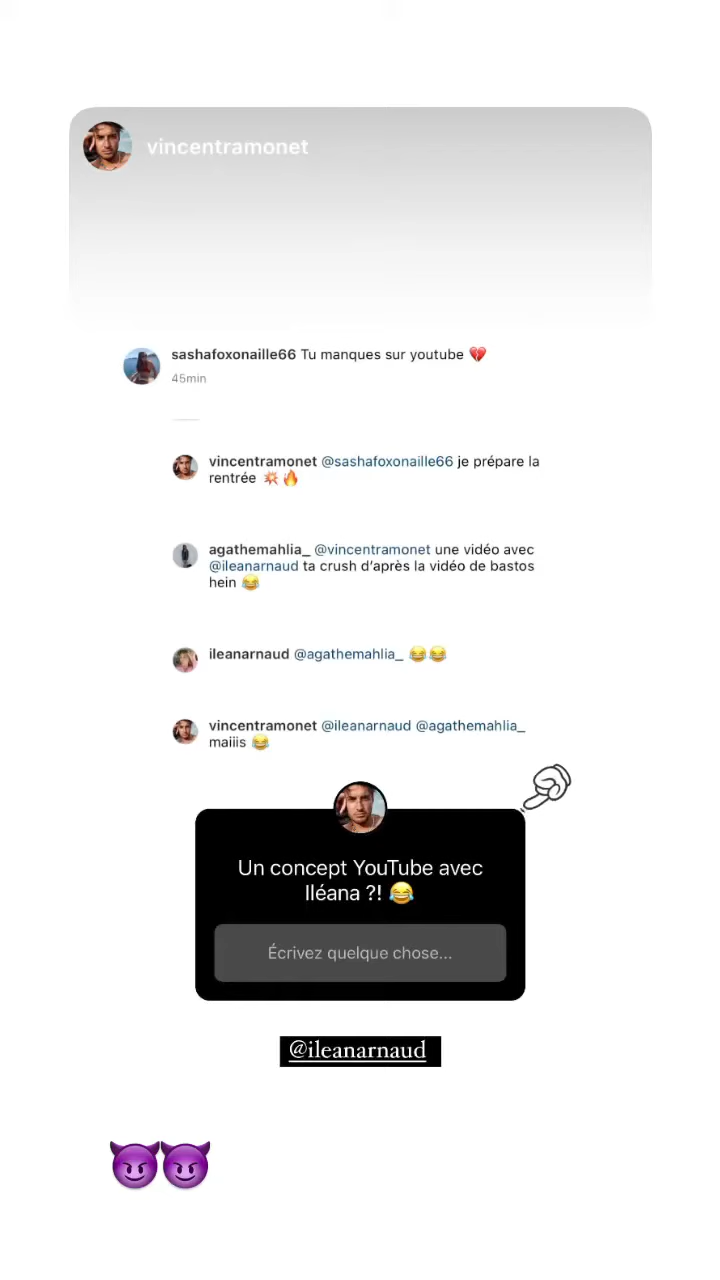 vincentramonet
sashafoxonaille66 Tu manques sur youtube 💔
45min
vincentramonet @sashafoxonaille66 je prépare la
rentrée 💥🔥
agathemahlia_ @vincentramonet une vidéo avec
@ileanarnaud ta crush d’après la vidéo de bastos
hein 😂
ileanarnaud @agathemahlia_ 😂😂
vincentramonet @ileanarnaud @agathemahlia_
maiiis 😂
Un concept YouTube avec
Iléana ?! 😂
Écrivez quelque chose...
@ileanarnaud
😈😈